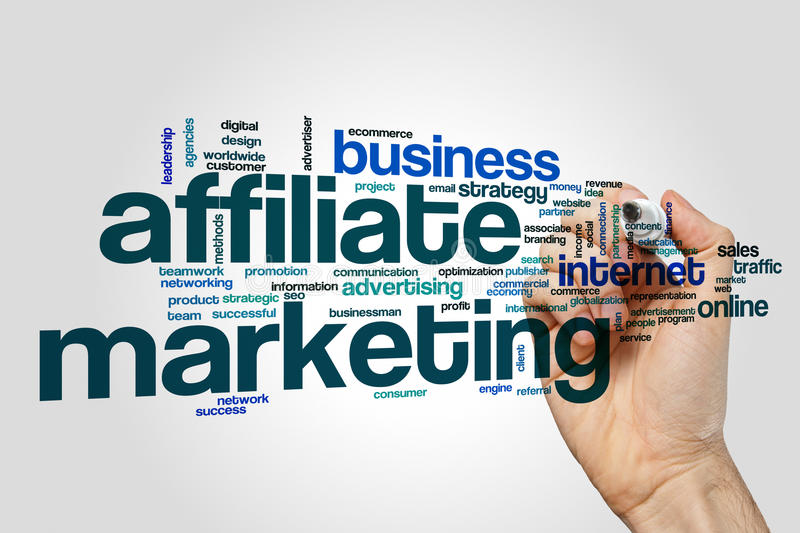 leadership
agencies
digital
design
worldwide
customer
advertiser
ecommerce
business
project
email strategy money revenue
idea
website
partner
affiliate
methods
associate
branding
income
social
connection
partnership
media
content
finance
education
management
teamwork promotion communication optimization publisher
search
internet
sales
traffic
market
web
networking information advertising commercial
economy
commerce
globalization
representation
product strategic seo
team successful businessman profit international
advertisement
online
marketing
plan
people program
service
client
engine referral
consumer
network
success
dreamstime